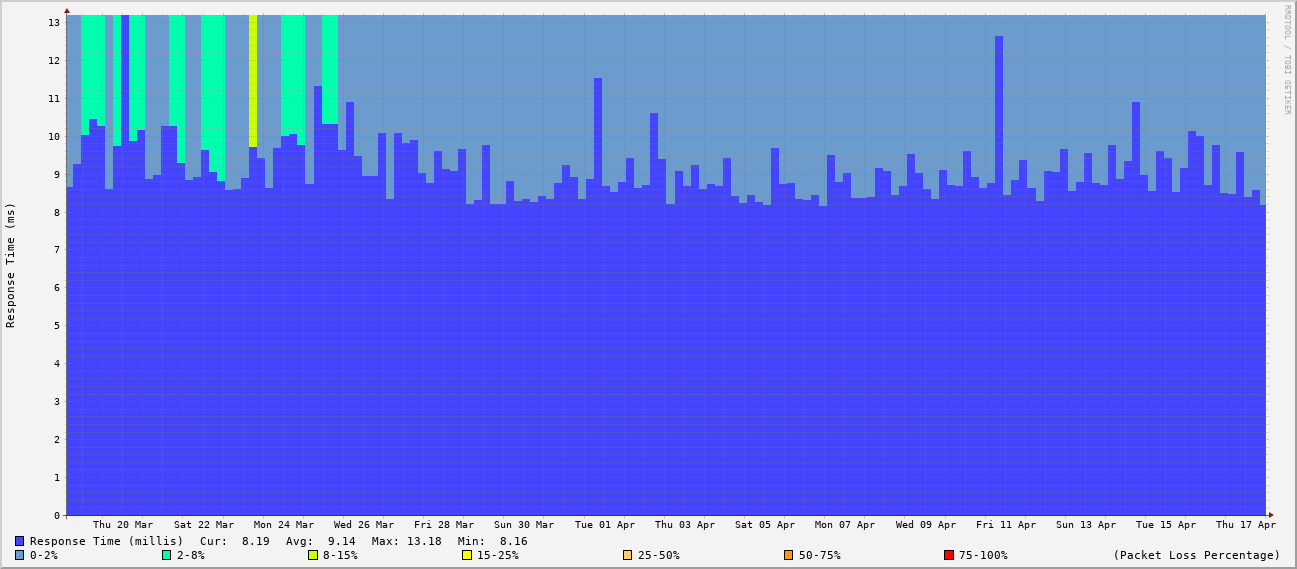 RRDTOOL / TOBI OETIKER
Response Time (ms)
13
12
11
10
9
8
7
6
5
4
3
2
1
0
Thu 20 Mar Sat 22 Mar Mon 24 Mar Wed 26 Mar Fri 28 Mar Sun 30 Mar Tue 01 Apr Thu 03 Apr Sat 05 Apr Mon 07 Apr Wed 09 Apr Fri 11 Apr Sun 13 Apr Tue 15 Apr Thu 17 Apr
Response Time (millis) Cur: 8.19 Avg: 9.14 Max: 13.18 Min: 8.16
0-2% 2-8% 8-15% 15-25% 25-50% 50-75% 75-100% (Packet Loss Percentage)